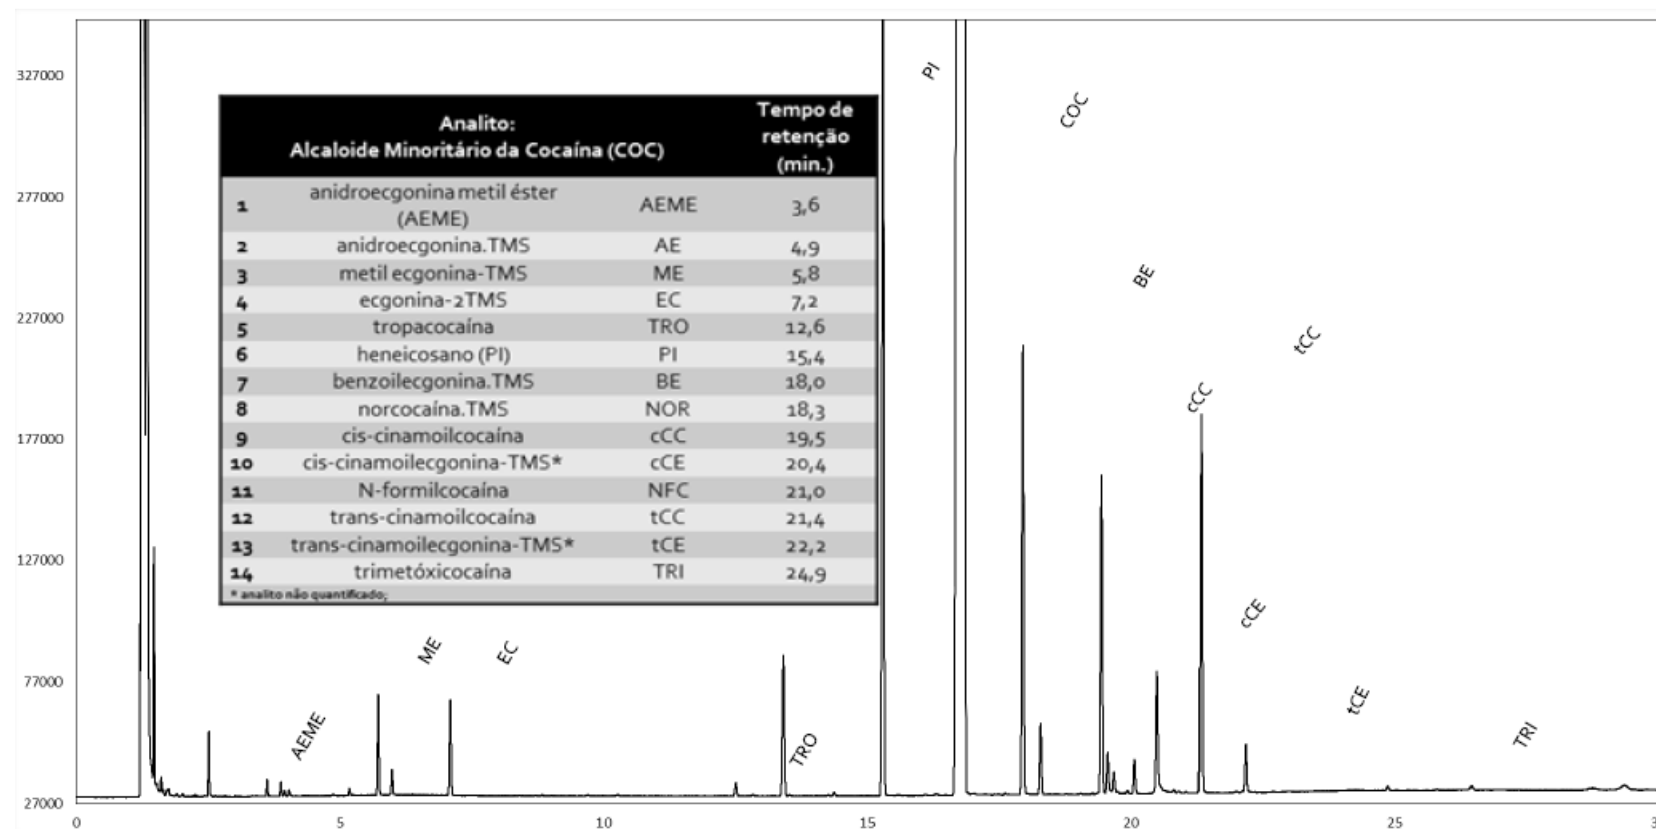 327000
277000
227000
177000
127000
77000
27000
0
5
10
15
20
25
3
PI
COC
BE
tCC
cCC
cCE
tCE
TRI
TRO
AEME
ME
EC
Analito:
Alcaloide Minoritário da Cocaína (COC)
Tempo de
retenção
(min.)
1 anidroecgonina metil éster
(AEME) AEME 3,6
2 anidroecgonina.TMS AE 4,9
3 metil ecgonina-TMS ME 5,8
4 ecgonina-2TMS EC 7,2
5 tropacocaína TRO 12,6
6 heneicosano (PI) PI 15,4
7 benzoilecgonina.TMS BE 18,0
8 norcocaína.TMS NOR 18,3
9 cis-cinamoilcocaína cCC 19,5
10 cis-cinamoilecgonina-TMS* cCE 20,4
11 N-formilcocaína NFC 21,0
12 trans-cinamoilcocaína tCC 21,4
13 trans-cinamoilecgonina-TMS* tCE 22,2
14 trimetóxicocaína TRI 24,9
* analito não quantificado;